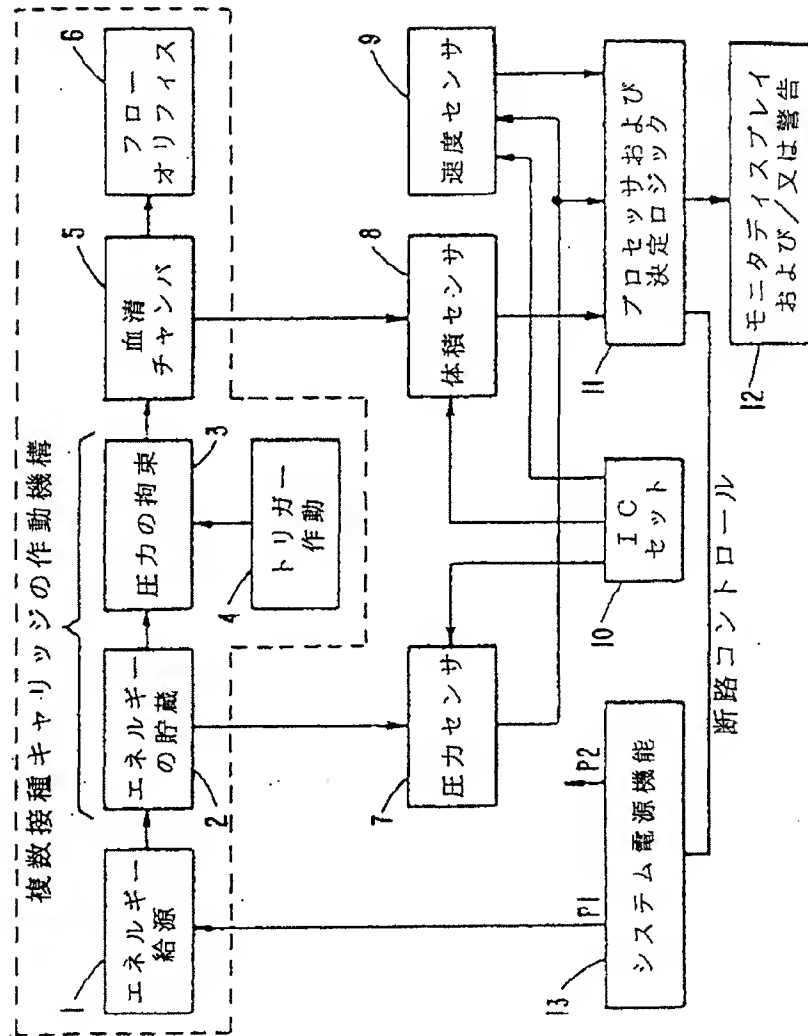 複数接種キャリッジの作動機構
1
エネルギー
給源
2
エネルギー
の貯蔵
3
圧力の拘束
4
トリガー
作動
5
血清
チャンバ
6
フロー
オリフィス
7
圧力センサ
8
体積センサ
9
速度センサ
10
IC
セット
11
プロセッサおよび
決定ロジック
12
モニタディスプレイ
および/又は警告
13
システム電源機能
P1
P2
断路コントロール